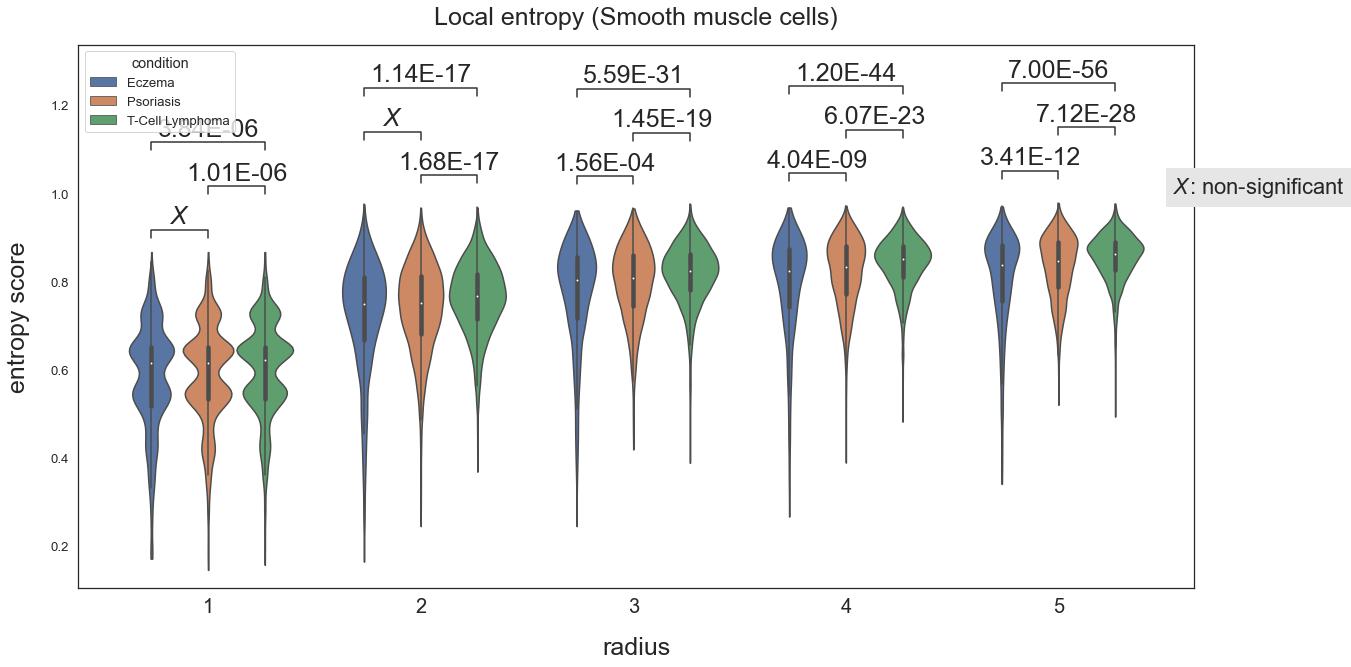 Local entropy (Smooth muscle cells)
condition
Eczema
Psoriasis
T-Cell Lymphoma
1.01E-06
X
1.14E-17
X
1.68E-17
5.59E-31
1.45E-19
1.56E-04
1.20E-44
6.07E-23
4.04E-09
7.00E-56
7.12E-28
3.41E-12
X: non-significant
entropy score
1.2
1.0
0.8
0.6
0.4
0.2
1 2 3 4 5
radius